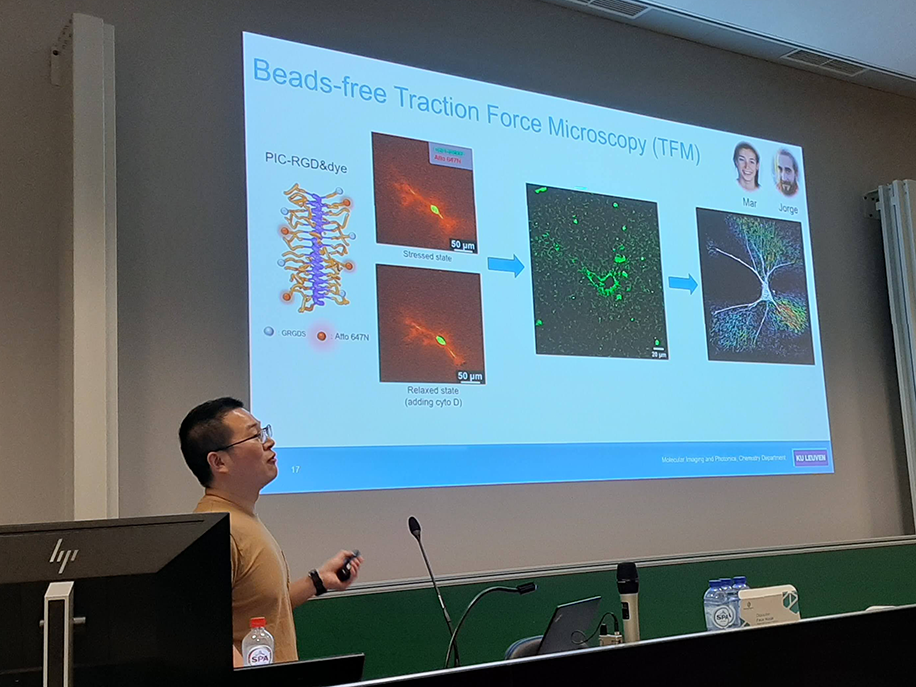 Beads-free Traction Force Microscopy (TFM)
PIC-RGD&dye
Atto 647N
50 µm
Stressed state
Mar
Jorge
20 µm
GRGDS
Atto 647N
50 µm
Relaxed state
(adding cyto D)
17
Molecular Imaging and Photonics, Chemistry Department
KU LEUVEN
hp
SPA
SPA